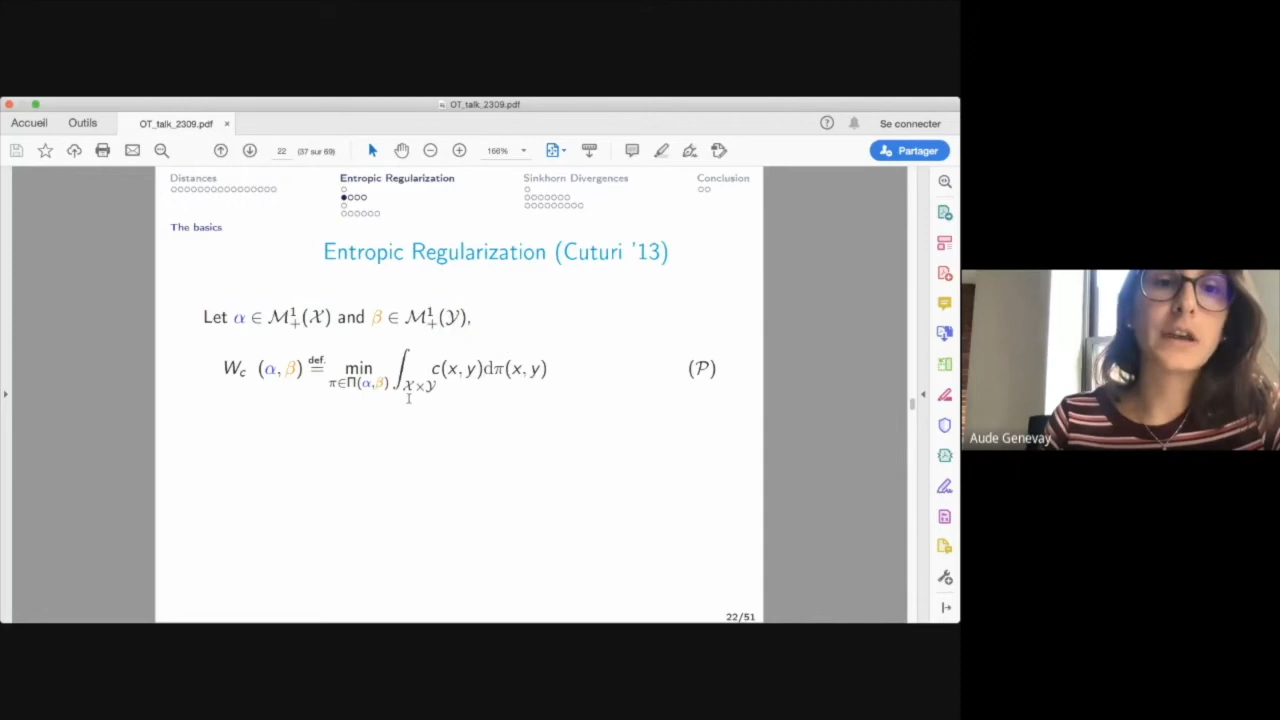 OT_talk_2309.pdf
Accueil Outils OT_talk_2309.pdf × Se connecter
22 (37 sur 69) 166% Partager
Distances Entropic Regularization Sinkhorn Divergences Conclusion
The basics
Entropic Regularization (Cuturi '13)
Let α ∈ M¹₊(X) and β ∈ M¹₊(Y),
W_c (α, β) def. = min_{π∈Π(α,β)} ∫_{X×Y} c(x, y)dπ(x, y) (P)
22/51
Aude Genevay